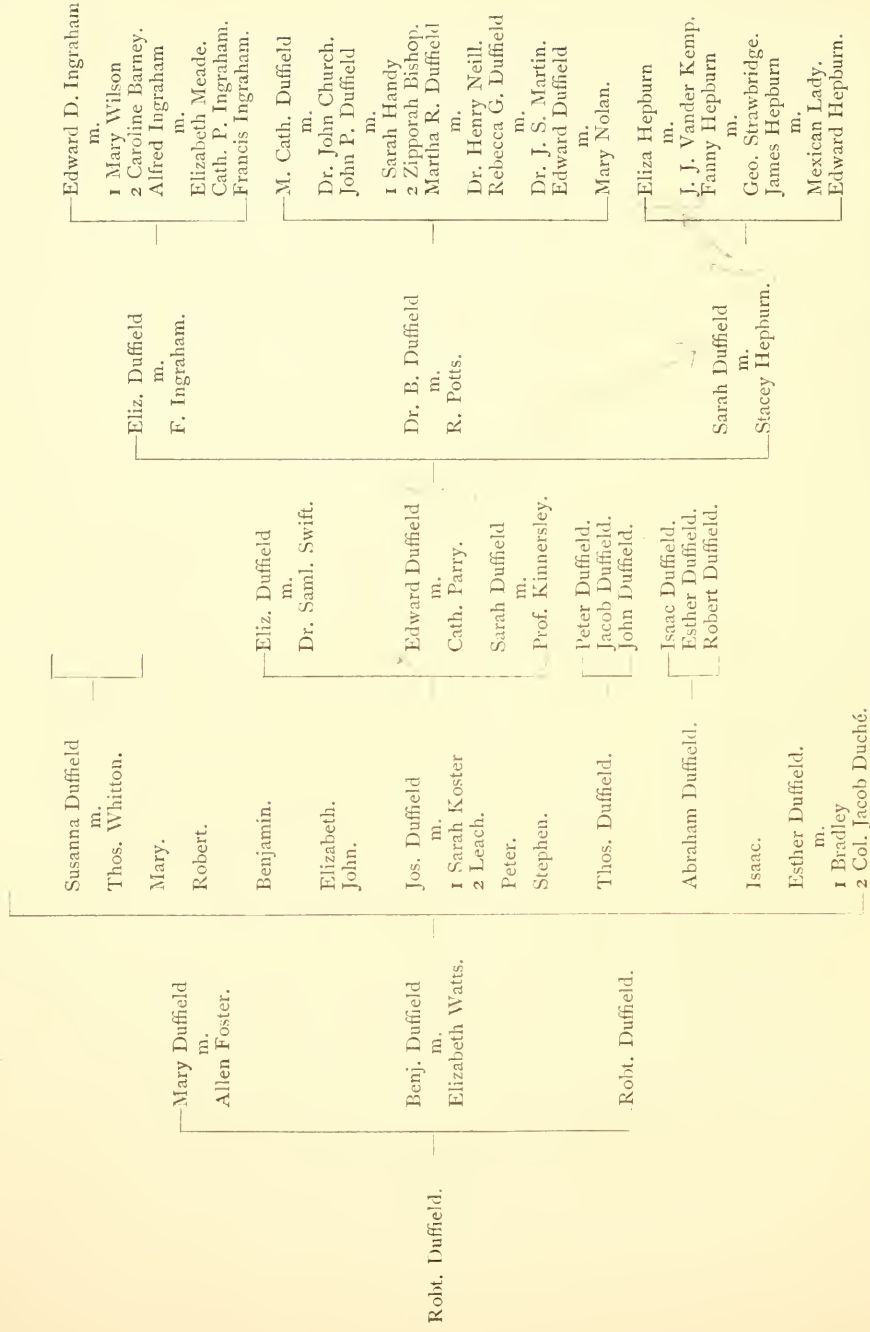 Robt. Duffield.
Mary Duffield
m.
Allen Foster.
Benj. Duffield
m.
Elizabeth Watts.
Robt. Duffield.
Susanna Duffield
m.
Thos. Whitton.
Mary.
Robert.
Benjamin.
Elizabeth.
John.
Jos. Duffield
m.
1 Sarah Koster
2 Leach.
Peter.
Stephen.
Thos. Duffield.
Abraham Duffield.
Isaac.
Esther Duffield.
m.
1 Bradley
2 Col. Jacob Duché.
Eliz. Duffield
m.
Dr. Saml. Swift.
Edward Duffield
m.
Cath. Parry.
Sarah Duffield
m.
Prof. Kinnersley.
Peter Duffield.
Jacob Duffield.
John Duffield.
Isaac Duffield.
Esther Duffield.
Robert Duffield.
Eliz. Duffield
m.
F. Ingraham.
Dr. B. Duffield
m.
R. Potts.
Sarah Duffield
m.
Stacey Hepburn.
Edward D. Ingraham
m.
1 Mary Wilson
2 Caroline Barney.
Alfred Ingraham
m.
Elizabeth Meade.
Cath. P. Ingraham.
Francis Ingraham.
M. Cath. Duffield
m.
Dr. John Church.
John P. Duffield
m.
1 Sarah Handy
2 Zipporah Bishop.
Martha R. Duffield
m.
Dr. Henry Neill.
Rebecca G. Duffield
m.
Dr. J. S. Martin.
Edward Duffield
m.
Mary Nolan.
Eliza Hepburn
m.
J. J. Vander Kemp.
Fanny Hepburn
m.
Geo. Strawbridge.
James Hepburn
m.
Mexican Lady.
Edward Hepburn.